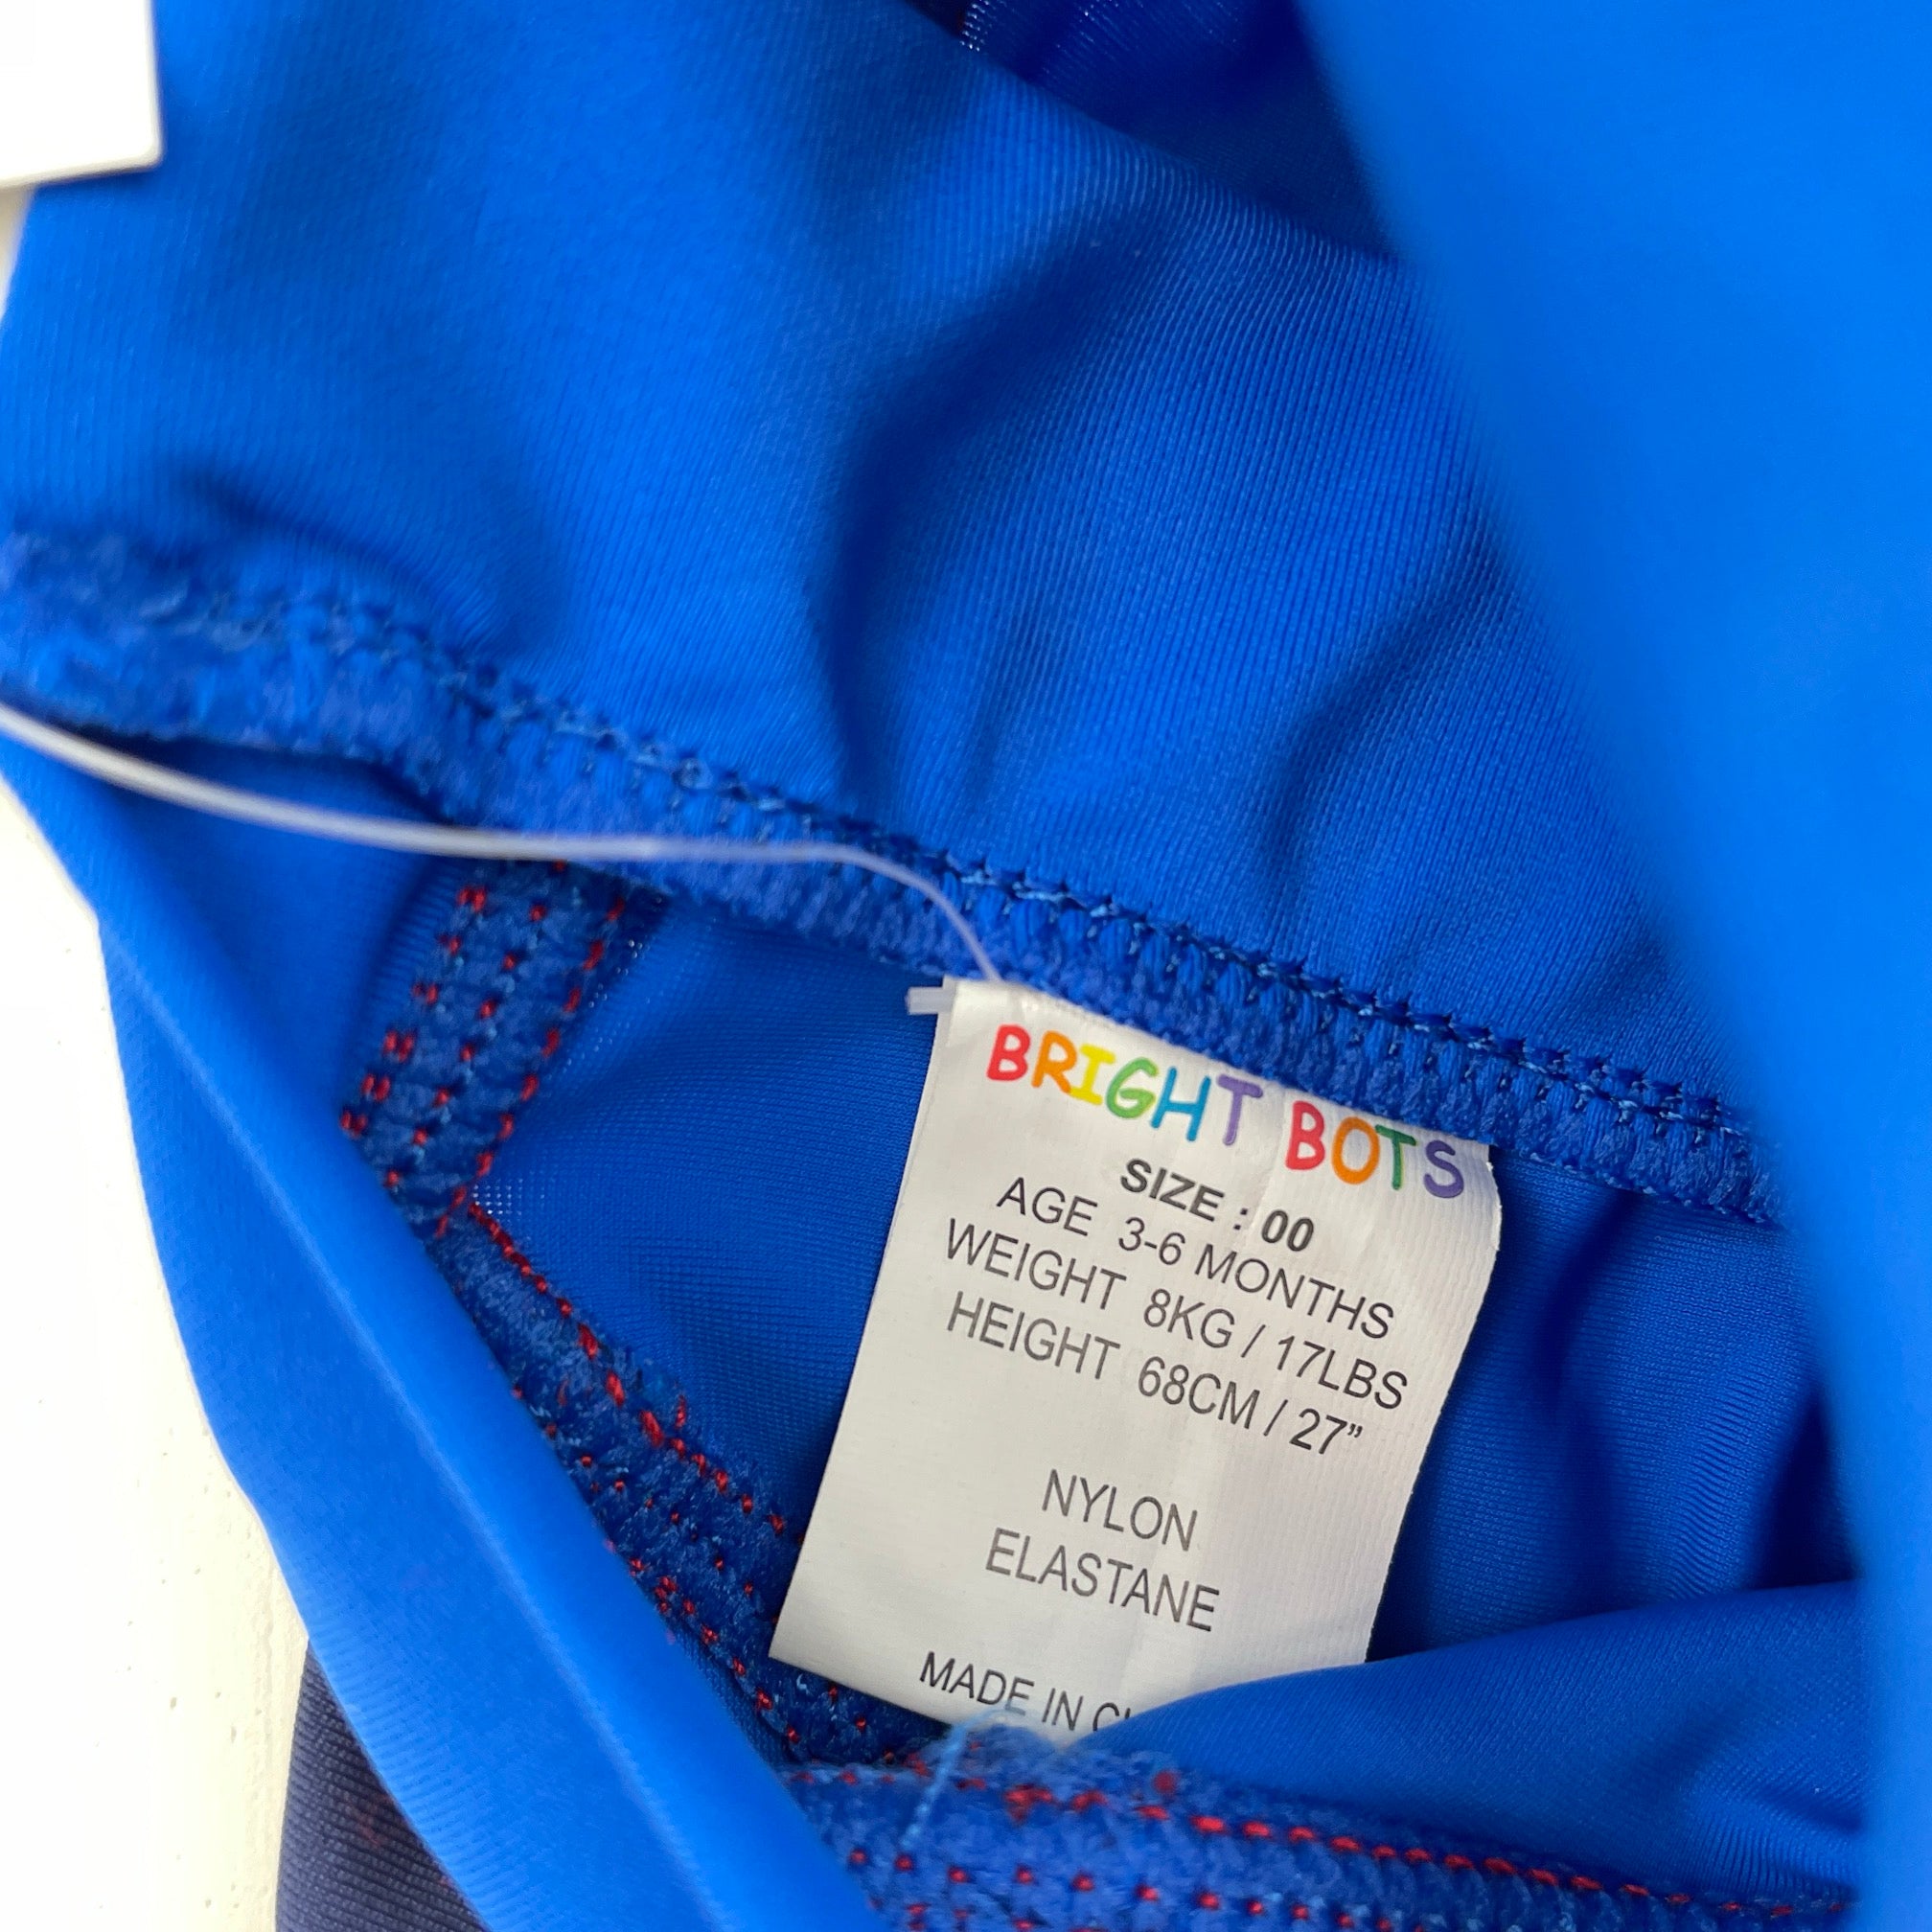 BRIGHT BOTS
SIZE : 00
AGE 3-6 MONTHS
WEIGHT 8KG / 17LBS
HEIGHT 68CM / 27”
NYLON
ELASTANE
MADE IN